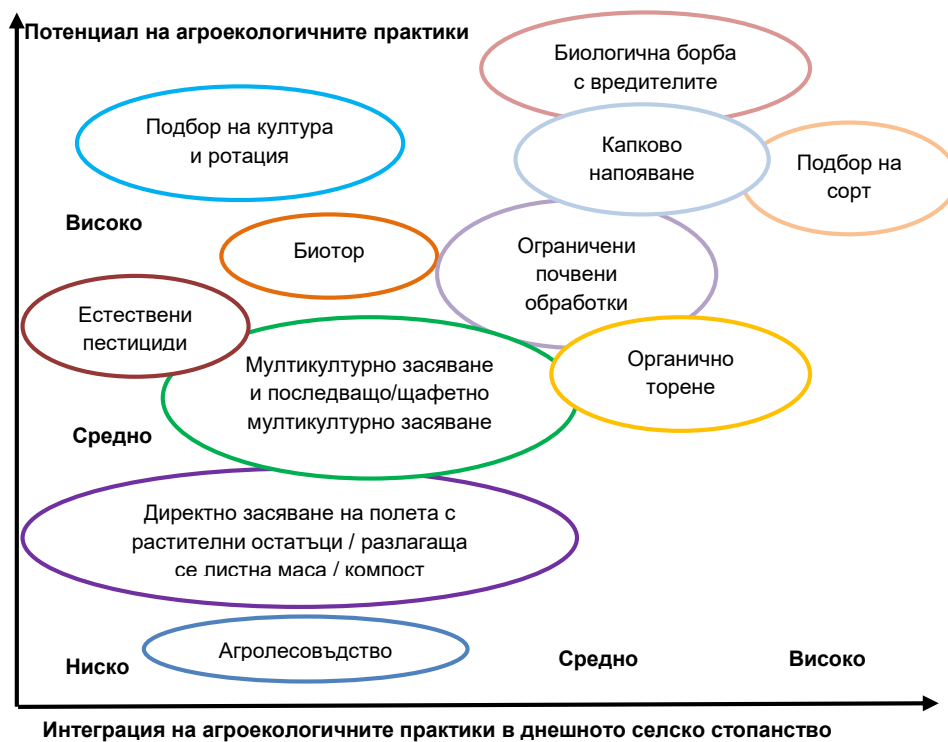 Потенциал на агроекологичните практики
Биологична борба
с вредителите
Подбор на култура
и ротация
Капково
напояване
Подбор на
сорт
Високо
Биотор
Ограничени
почвени
обработки
Естествени
пестициди
Мултикултурно засяване
и последващо/щафетно
мултикултурно засяване
Органично
торене
Средно
Директно засяване на полета с
растителни остатъци / разлагаща
се листна маса / компост
Агролесовъдство
Ниско
Средно
Високо
Интеграция на агроекологичните практики в днешното селско стопанство